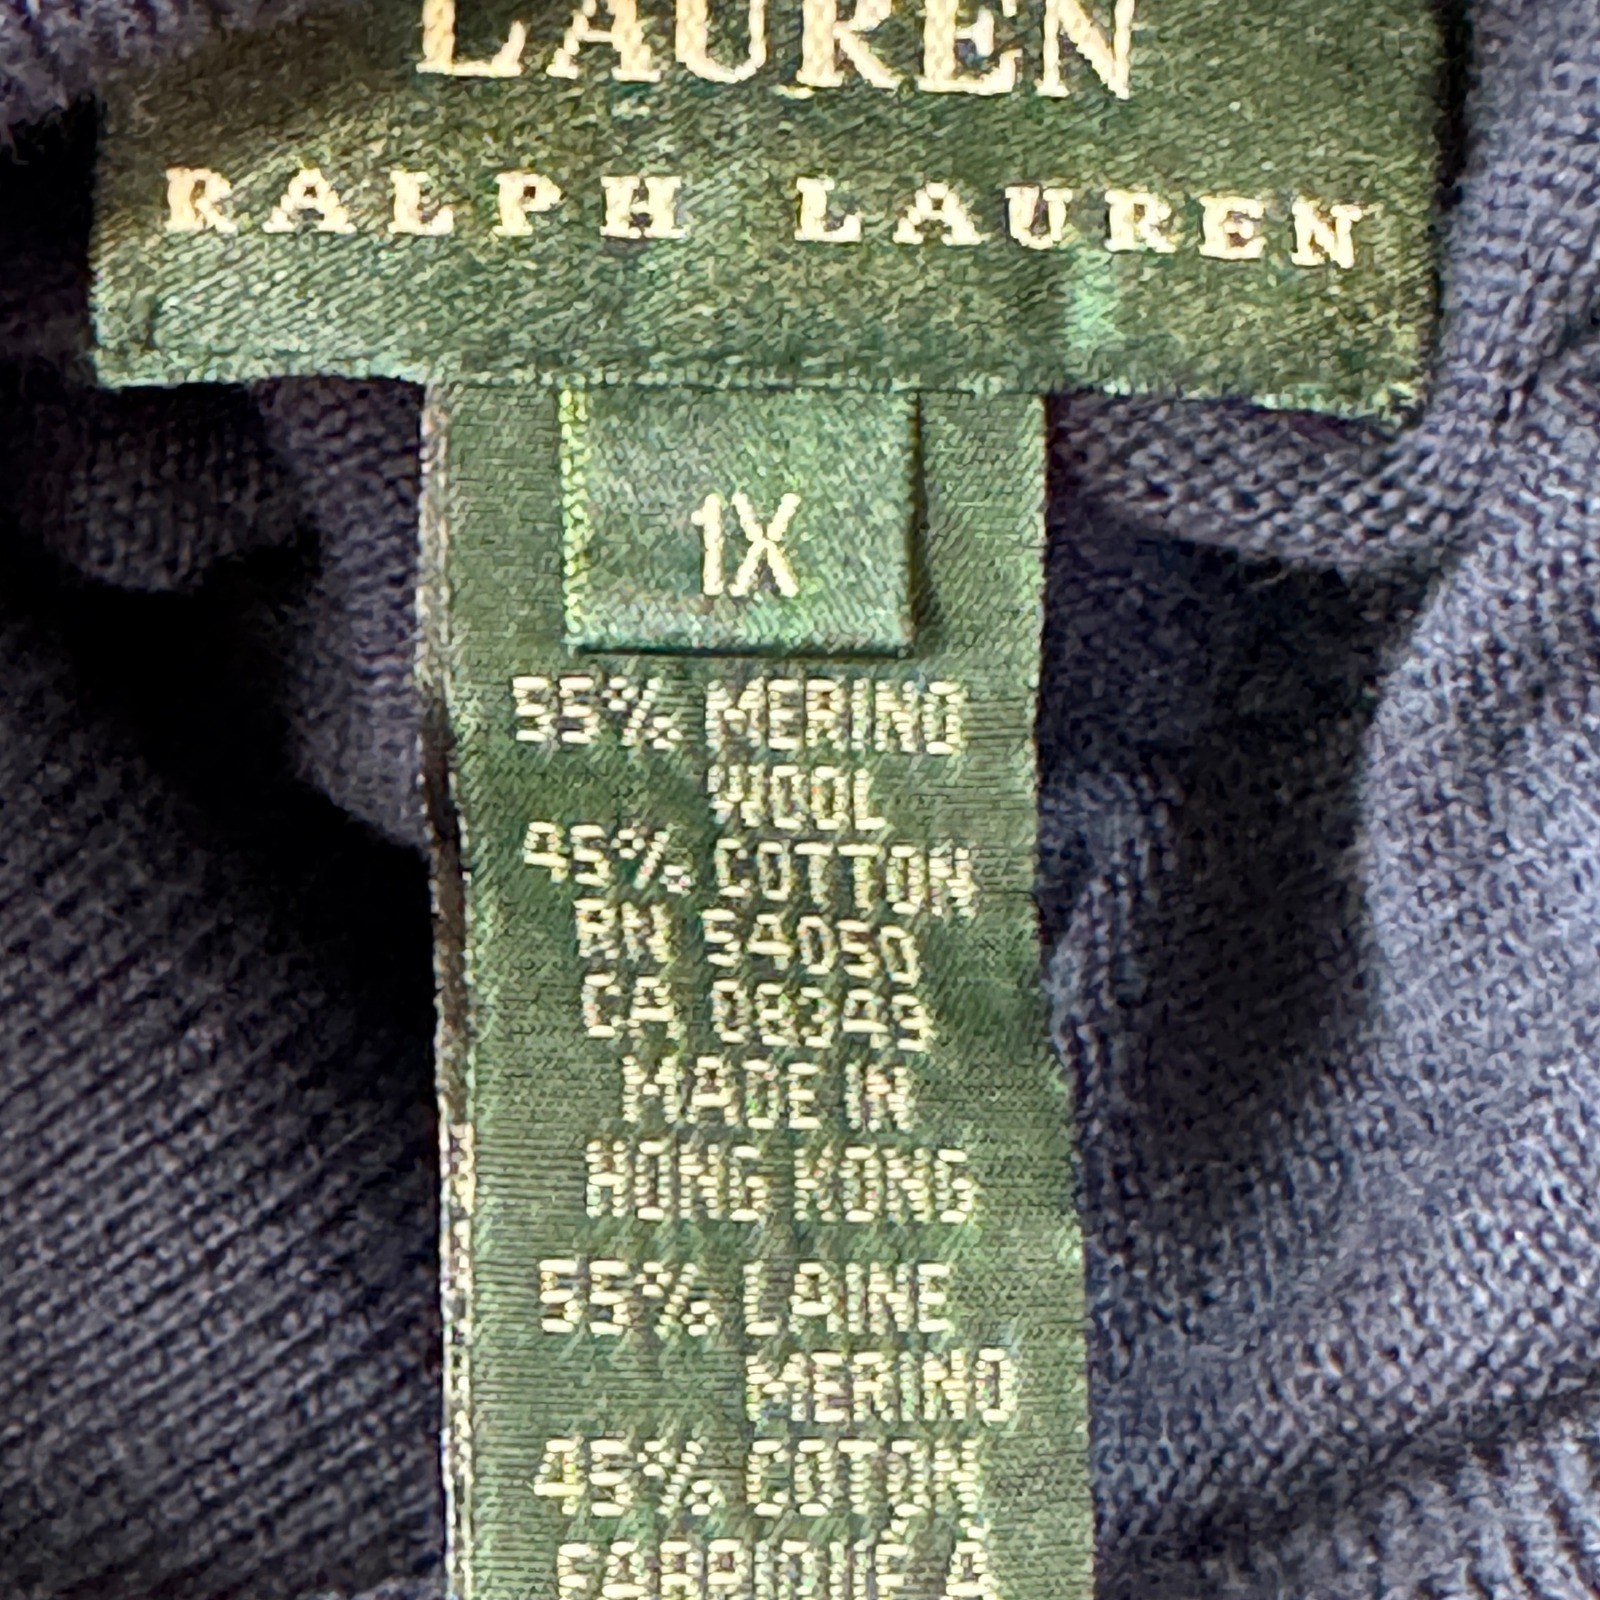 LAUREN
RALPH LAUREN
1X
55% MERINO
WOOL
45% COTTON
RN 54050
CA 08349
MADE IN
HONG KONG
55% LAINE
MERINO
45% COTON
FABRIQUÉ À